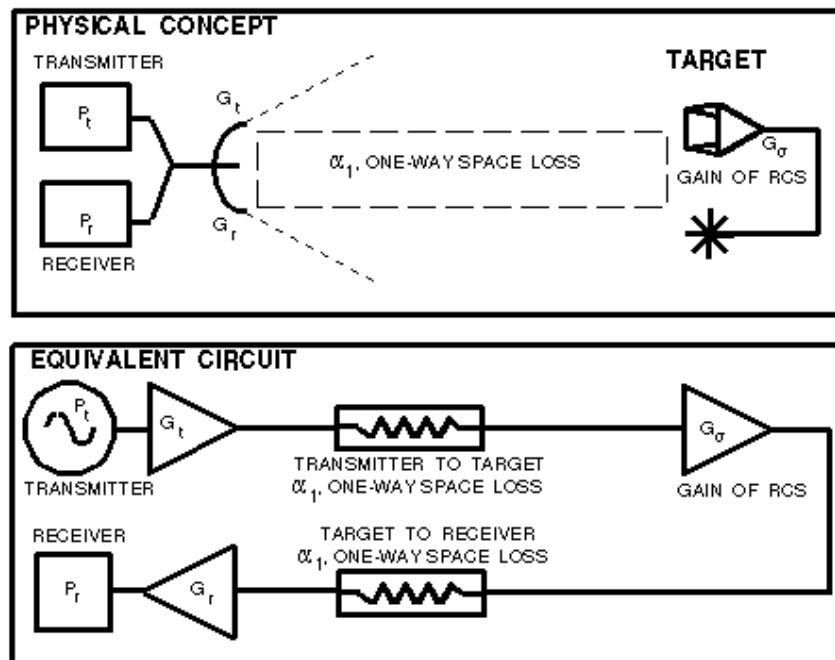 PHYSICAL CONCEPT
TRANSMITTER
TARGET
Pt
Gt
α1, ONE-WAY SPACE LOSS
Gσ
GAIN OF RCS
Pr
Gr
RECEIVER
EQUIVALENT CIRCUIT
Pt
Gt
Gσ
TRANSMITTER
TRANSMITTER TO TARGET
α1, ONE-WAY SPACE LOSS
GAIN OF RCS
RECEIVER
TARGET TO RECEIVER
α1, ONE-WAY SPACE LOSS
Pr
Gr